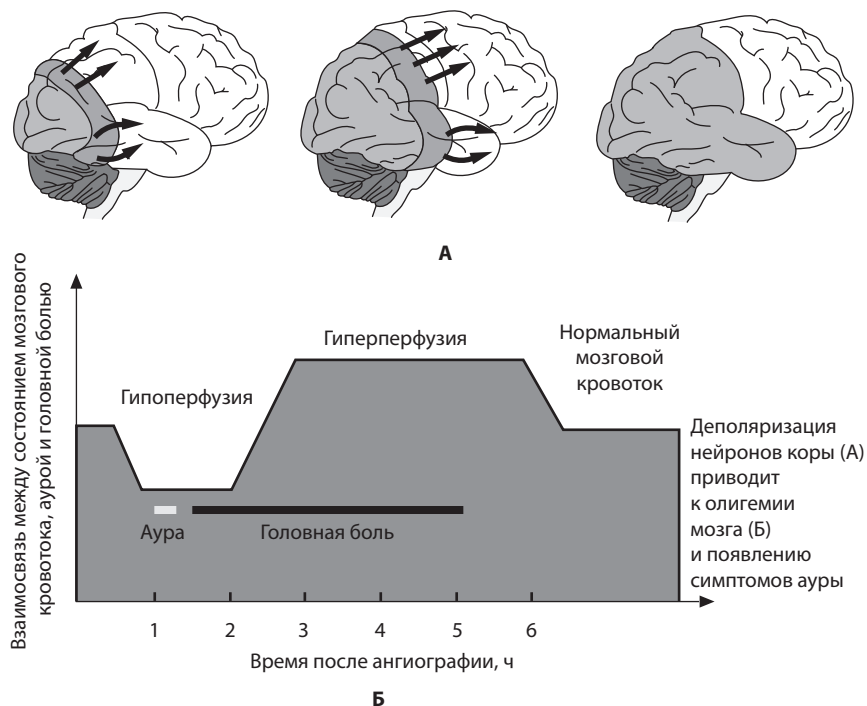 А
Взаимосвязь между состоянием мозгового
кровотока, аурой и головной болью
Гипоперфузия
Гиперперфузия
Нормальный
мозговой
кровоток
Деполяризация
нейронов коры (А)
приводит
к олигемии
мозга (Б)
и появлению
симптомов ауры
Аура
Головная боль
1 2 3 4 5 6
Время после ангиографии, ч
Б